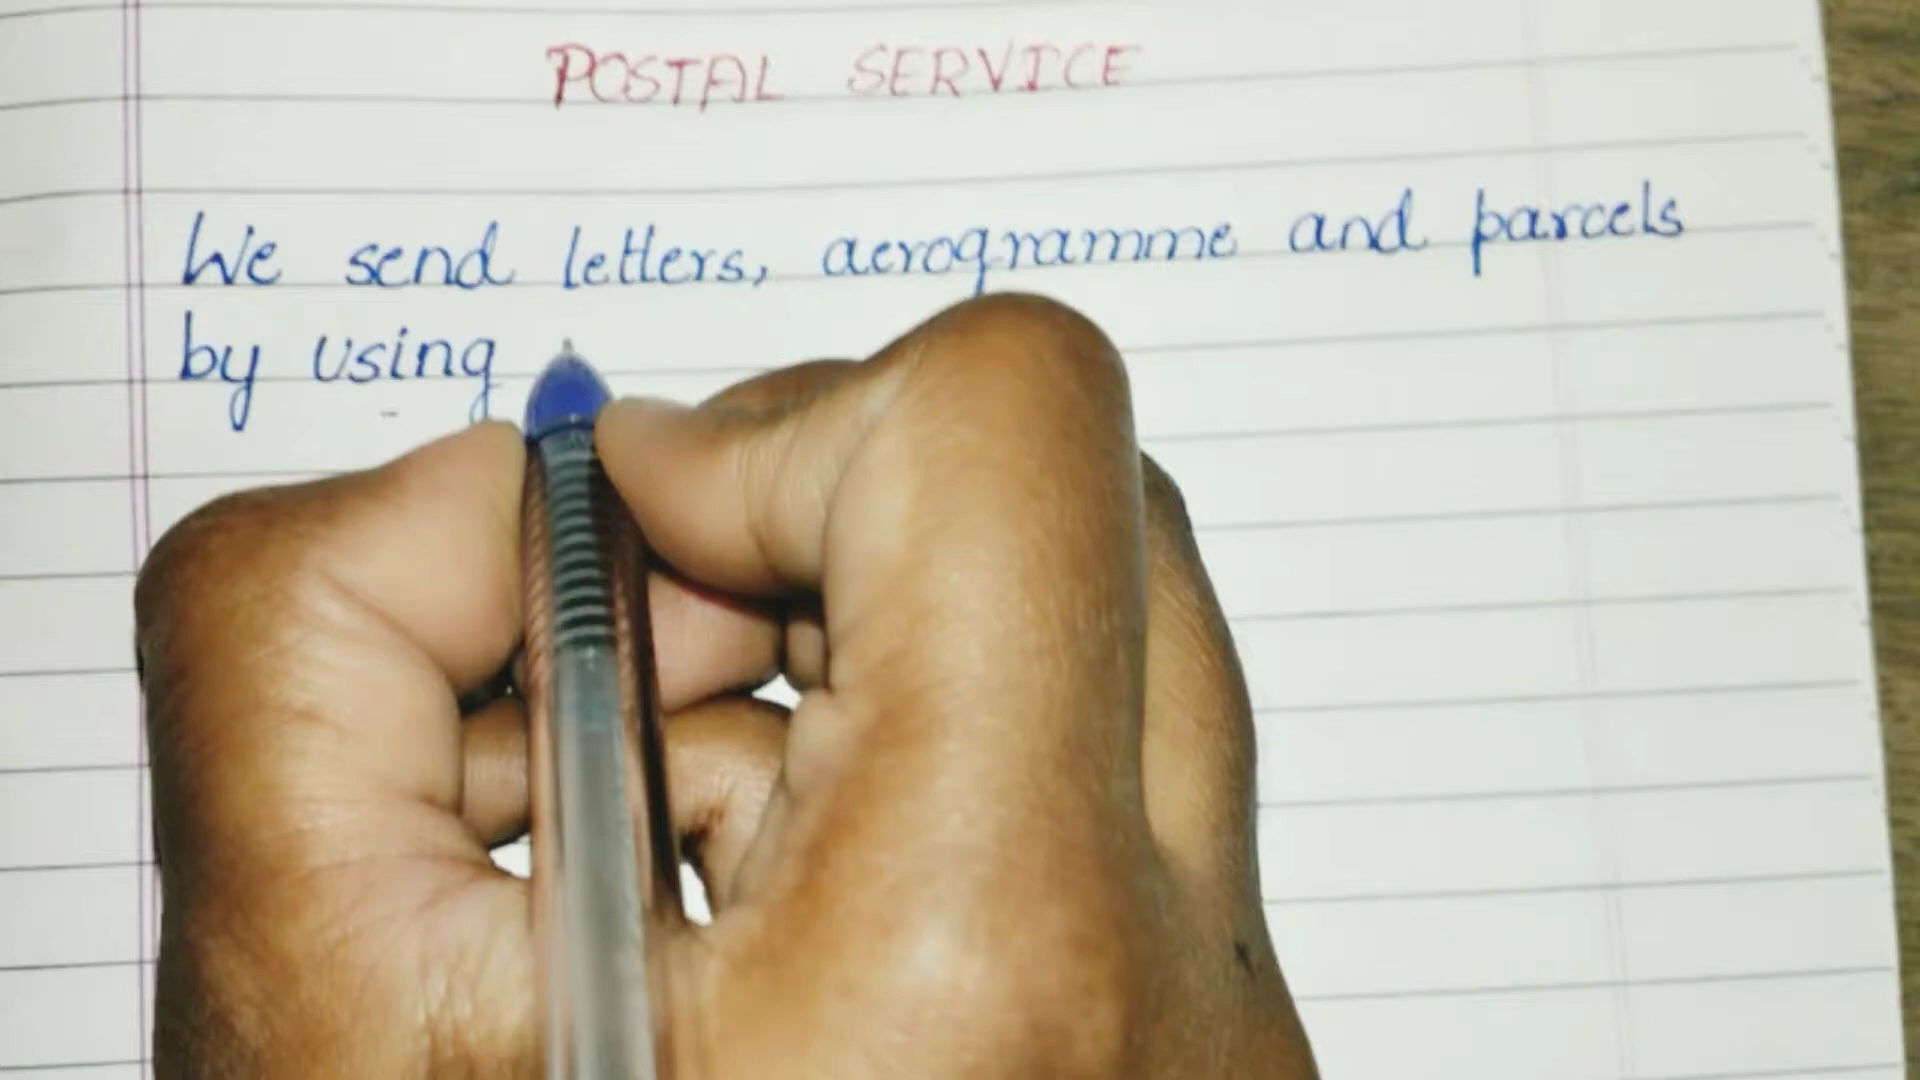 POSTAL SERVICE
We send letters, aerogramme and parcels
by using